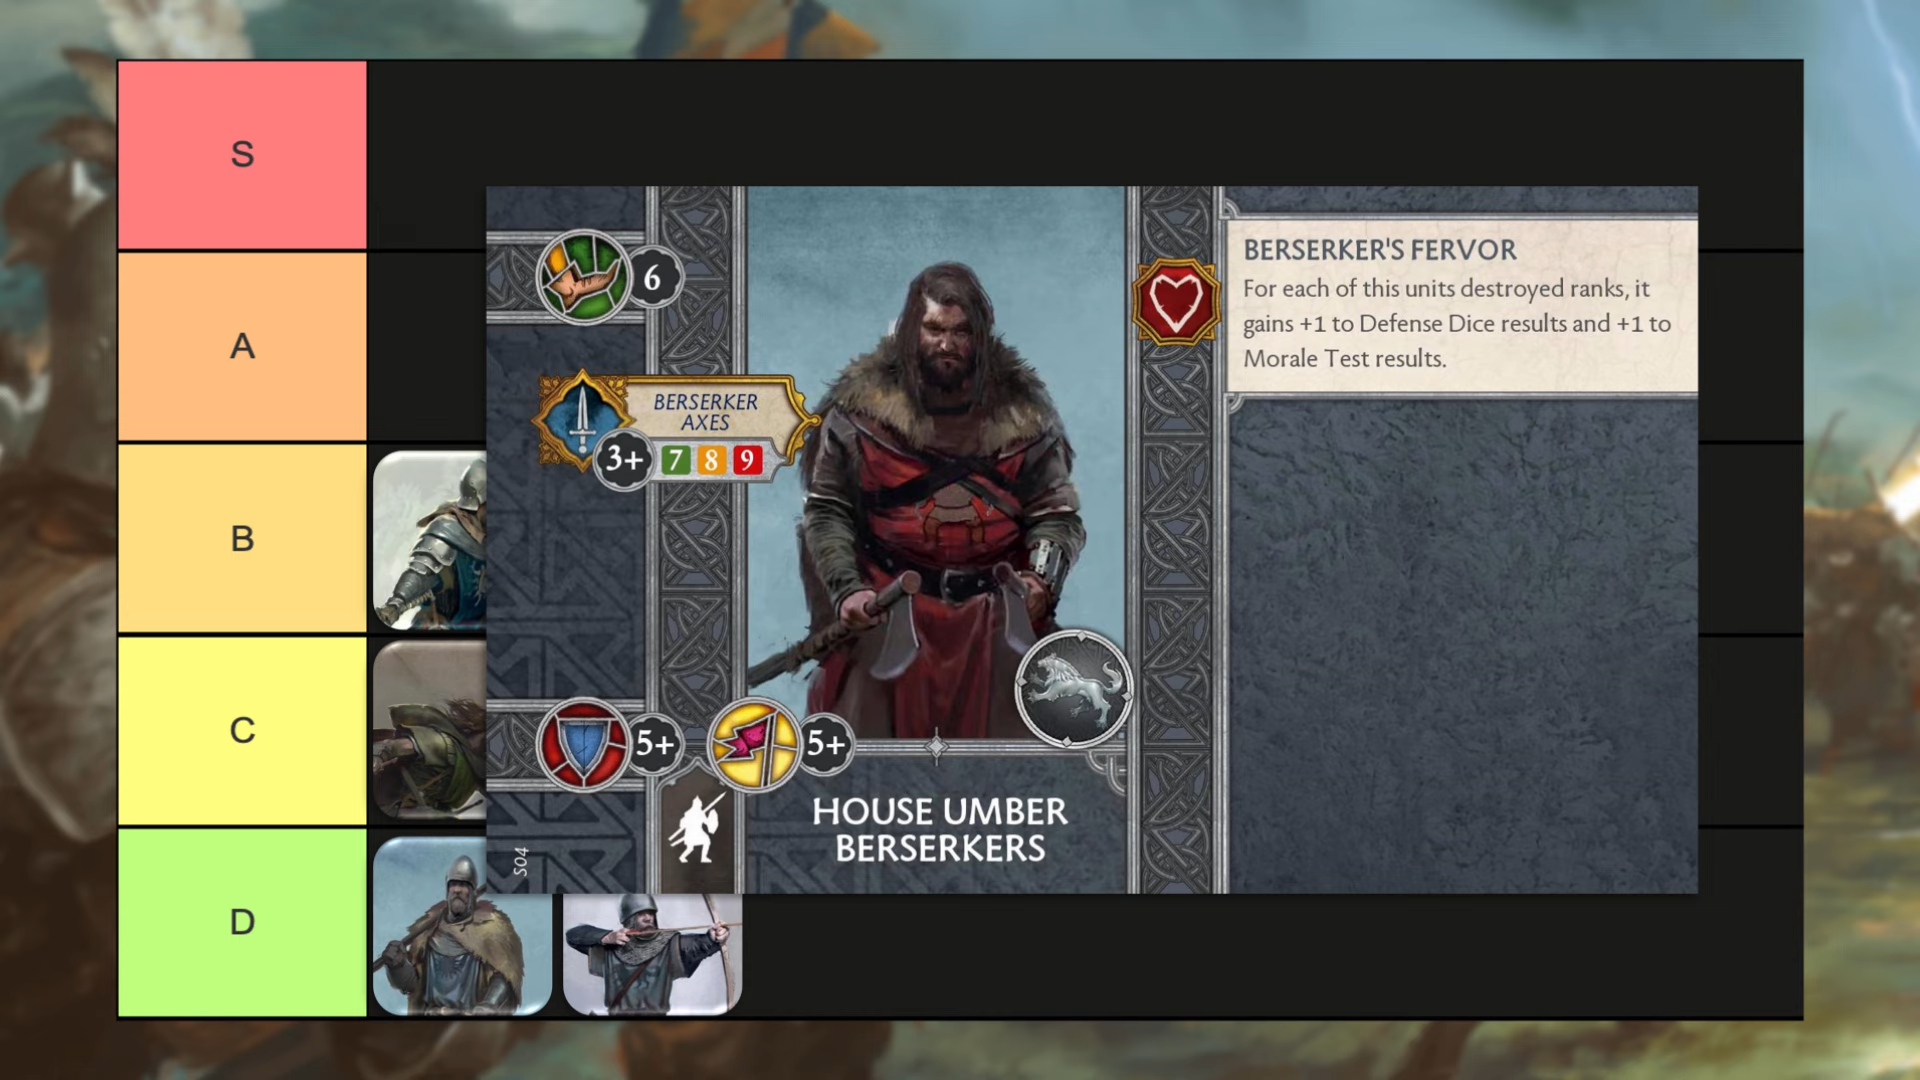 S
A
B
C
D
6
BERSERKER
AXES
3+ 7 8 9
5+ 5+
HOUSE UMBER
BERSERKERS
S04
BERSERKER'S FERVOR
For each of this units destroyed ranks, it
gains +1 to Defense Dice results and +1 to
Morale Test results.